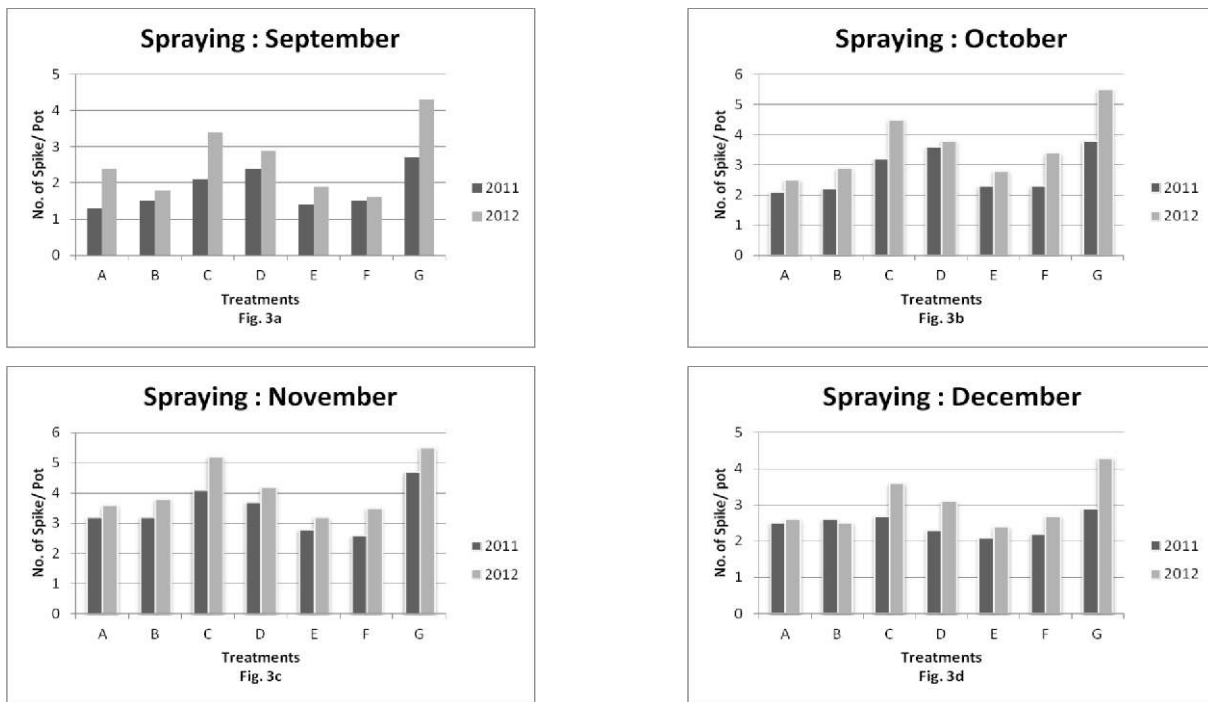 Spraying : September
5
4
3
2
1
0
No. of Spike/ Pot
A B C D E F G
Treatments
Fig. 3a
2011
2012
Spraying : October
6
5
4
3
2
1
0
No. of Spike/ Pot
A B C D E F G
Treatments
Fig. 3b
2011
2012
Spraying : November
6
5
4
3
2
1
0
No. of Spike/ Pot
A B C D E F G
Treatments
Fig. 3c
2011
2012
Spraying : December
5
4
3
2
1
0
No. of Spike/ pot
A B C D E F G
Treatments
Fig. 3d
2011
2012